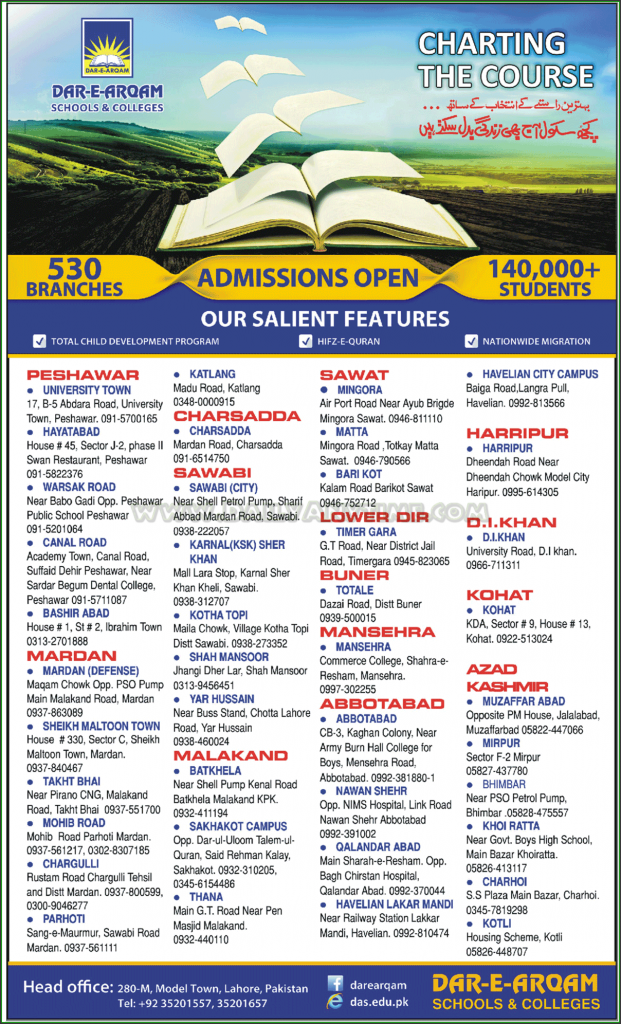 DAR-E-ARQAM
DAR-E-ARQAM
SCHOOLS & COLLEGES
CHARTING
THE COURSE
بہترین راستے کے انتخاب کے ساتھ ...
کچھ سکول آج بھی زندگی بدل سکتے ہیں
530
BRANCHES
ADMISSIONS OPEN
140,000+
STUDENTS
OUR SALIENT FEATURES
TOTAL CHILD DEVELOPMENT PROGRAM
HIFZ-E-QURAN
NATIONWIDE MIGRATION
PESHAWAR
• UNIVERSITY TOWN
17, B-5 Abdara Road, University
Town, Peshawar. 091-5700165
• HAYATABAD
House # 45, Sector J-2, phase II
Swan Restaurant, Peshawar
091-5822376
• WARSAK ROAD
Near Babo Gadi Opp. Peshawar
Public School Peshawar
091-5201064
• CANAL ROAD
Academy Town, Canal Road,
Suffaid Dehir Peshawar, Near
Sardar Begum Dental College,
Peshawar 091-5711087
• BASHIR ABAD
House # 1, St # 2, Ibrahim Town
0313-2701888
MARDAN
• MARDAN (DEFENSE)
Maqam Chowk Opp. PSO Pump
Main Malakand Road, Mardan
0937-863089
• SHEIKH MALTOON TOWN
House # 330, Sector C, Sheikh
Maltoon Town, Mardan.
0937-840467
• TAKHT BHAI
Near Pirano CNG, Malakand
Road, Takht Bhai 0937-551700
• MOHIB ROAD
Mohib Road Parhoti Mardan.
0937-561217, 0302-8307185
• CHARGULLI
Rustam Road Chargulli Tehsil
and Distt Mardan. 0937-800599,
0300-9046277
• PARHOTI
Sang-e-Maurmur, Sawabi Road
Mardan. 0937-561111
• KATLANG
Madu Road, Katlang
0348-0000915
CHARSADDA
• CHARSADDA
Mardan Road, Charsadda
091-6514750
SAWABI
• SAWABI (CITY)
Near Shell Petrol Pump, Sharif
Abbad Mardan Road, Sawabi.
0938-222057
• KARNAL(KSK) SHER
KHAN
Mall Lara Stop, Karnal Sher
Khan Kheli, Sawabi.
0938-312707
• KOTHA TOPI
Maila Chowk, Village Kotha Topi
Distt Sawabi. 0938-273352
• SHAH MANSOOR
Jhangi Dher Lar, Shah Mansoor
0313-9456451
• YAR HUSSAIN
Near Buss Stand, Chotta Lahore
Road, Yar Hussain
0938-460024
MALAKAND
• BATKHELA
Near Shell Pump Kenal Road
Batkhela Malakand KPK.
0932-411194
• SAKHAKOT CAMPUS
Opp. Dar-ul-Uloom Talem-ul-
Quran, Said Rehman Kalay,
Sakhakot. 0932-310205,
0345-6154486
• THANA
Main G.T. Road Near Pen
Masjid Malakand.
0932-440110
SAWAT
• MINGORA
Air Port Road Near Ayub Brigde
Mingora Sawat. 0946-811110
• MATTA
Mingora Road ,Totkay Matta
Sawat. 0946-790566
• BARI KOT
Kalam Road Barikot Sawat
0946-752712
LOWER DIR
• TIMER GARA
G.T Road, Near District Jail
Road, Timergara 0945-823065
BUNER
• TOTALE
Dazai Road, Distt Buner
0939-500015
MANSEHRA
• MANSEHRA
Commerce College, Shahra-e-
Resham, Mansehra.
0997-302255
ABBOTABAD
• ABBOTABAD
CB-3, Kaghan Colony. Near
Army Burn Hall College for
Boys, Mensehra Road,
Abbotabad. 0992-381880-1
• NAWAN SHEHR
Opp. NIMS Hospital, Link Road
Nawan Shehr Abbotabad
0992-391002
• QALANDAR ABAD
Main Sharah-e-Resham. Opp.
Bagh Chirstan Hospital,
Qalandar Abad. 0992-370044
• HAVELIAN LAKAR MANDI
Near Railway Station Lakkar
Mandi, Havelian. 0992-810474
• HAVELIAN CITY CAMPUS
Baiga Road,Langra Pull,
Havelian. 0992-813566
HARRIPUR
• HARRIPUR
Dheendah Road Near
Dheendah Chowk Model City
Haripur. 0995-614305
D.I.KHAN
• D.I.KHAN
University Road, D.I khan.
0966-711311
KOHAT
• KOHAT
KDA, Sector # 9, House # 13,
Kohat. 0922-513024
AZAD
KASHMIR
• MUZAFFAR ABAD
Opposite PM House, Jalalabad,
Muzaffarbad 05822-447066
• MIRPUR
Sector F-2 Mirpur
05827-437780
• BHIMBAR
Near PSO Petrol Pump,
Bhimbar .05828-475557
• KHOI RATTA
Near Govt. Boys High School,
Main Bazar Khoiratta.
05826-413117
• CHARHOI
S.S Plaza Main Bazar, Charhoi.
0345-7819298
• KOTLI
Housing Scheme, Kotli
05826-448707
Head office: 280-M, Model Town, Lahore, Pakistan
Tel: +92 35201557, 35201657
darearqam
das.edu.pk
DAR-E-ARQAM
SCHOOLS & COLLEGES